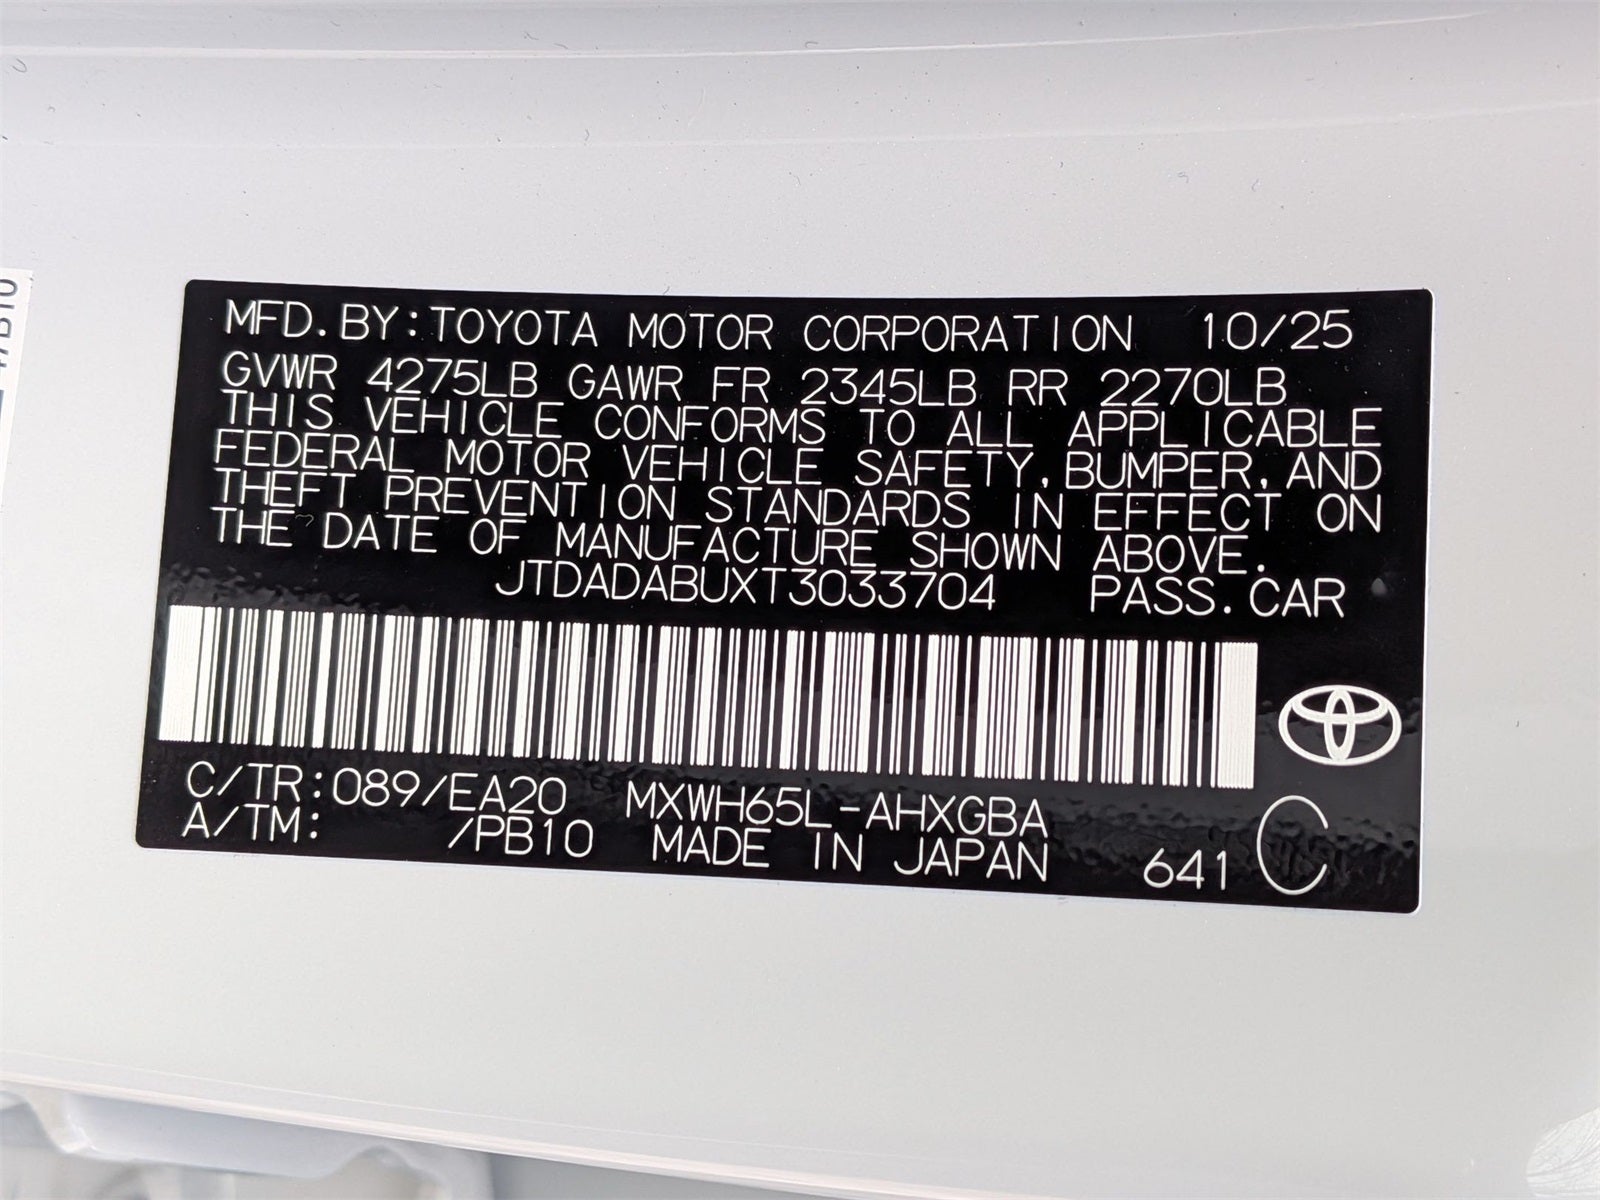 MFD. BY: TOYOTA MOTOR CORPORATION 10/25
GVWR 4275LB GAWR FR 2345LB RR 2270LB
THIS VEHICLE CONFORMS TO ALL APPLICABLE
FEDERAL MOTOR VEHICLE SAFETY, BUMPER, AND
THEFT PREVENTION STANDARDS IN EFFECT ON
THE DATE OF MANUFACTURE SHOWN ABOVE.
JTDADABUXT3033704 PASS. CAR
C/TR: 089/EA20 MXWH65L-AHXGBA
A/TM: /PB10 MADE IN JAPAN 641 C